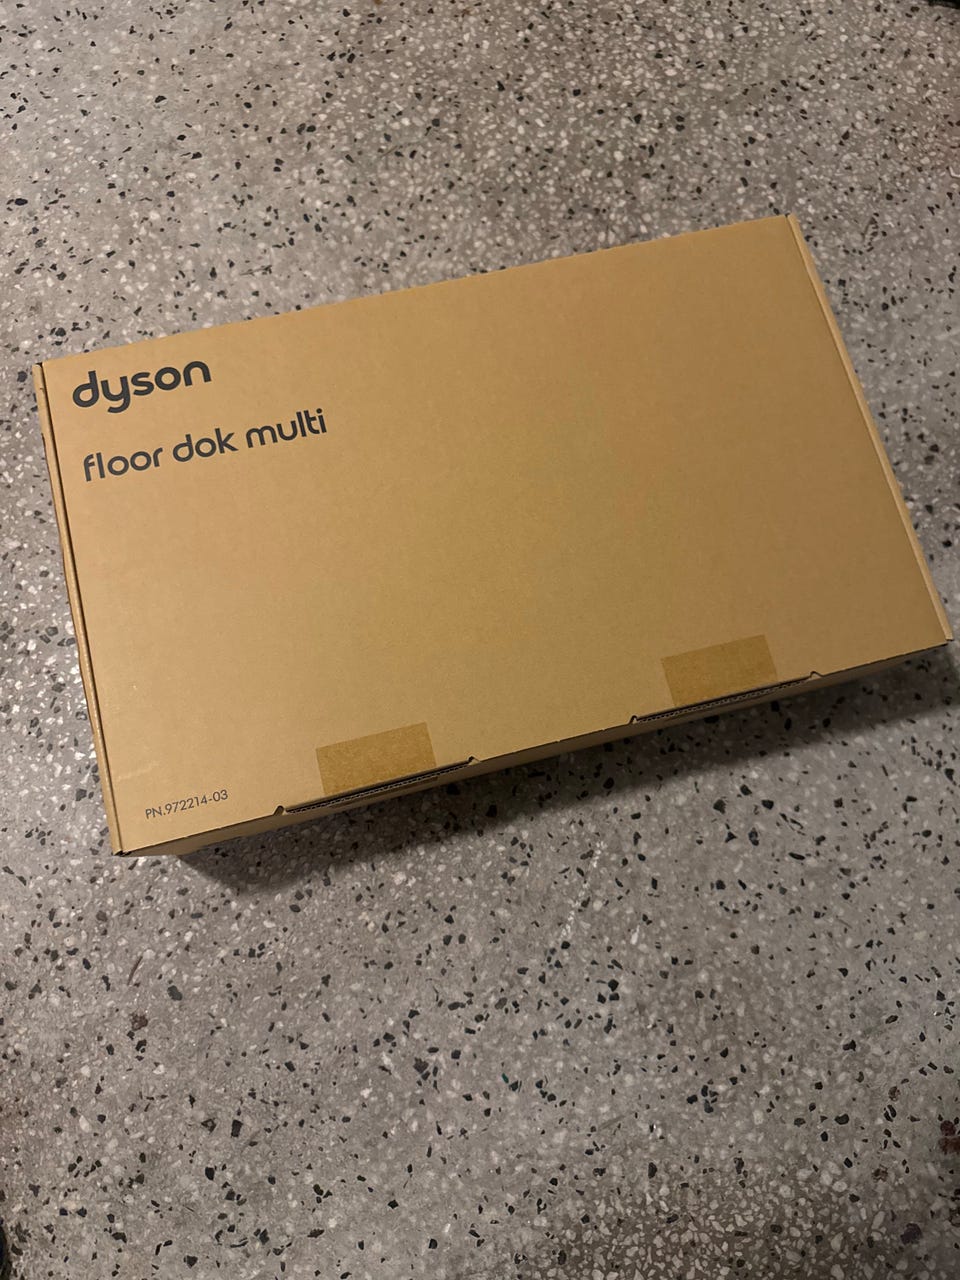 dyson
floor dok multi
PN.972214-03